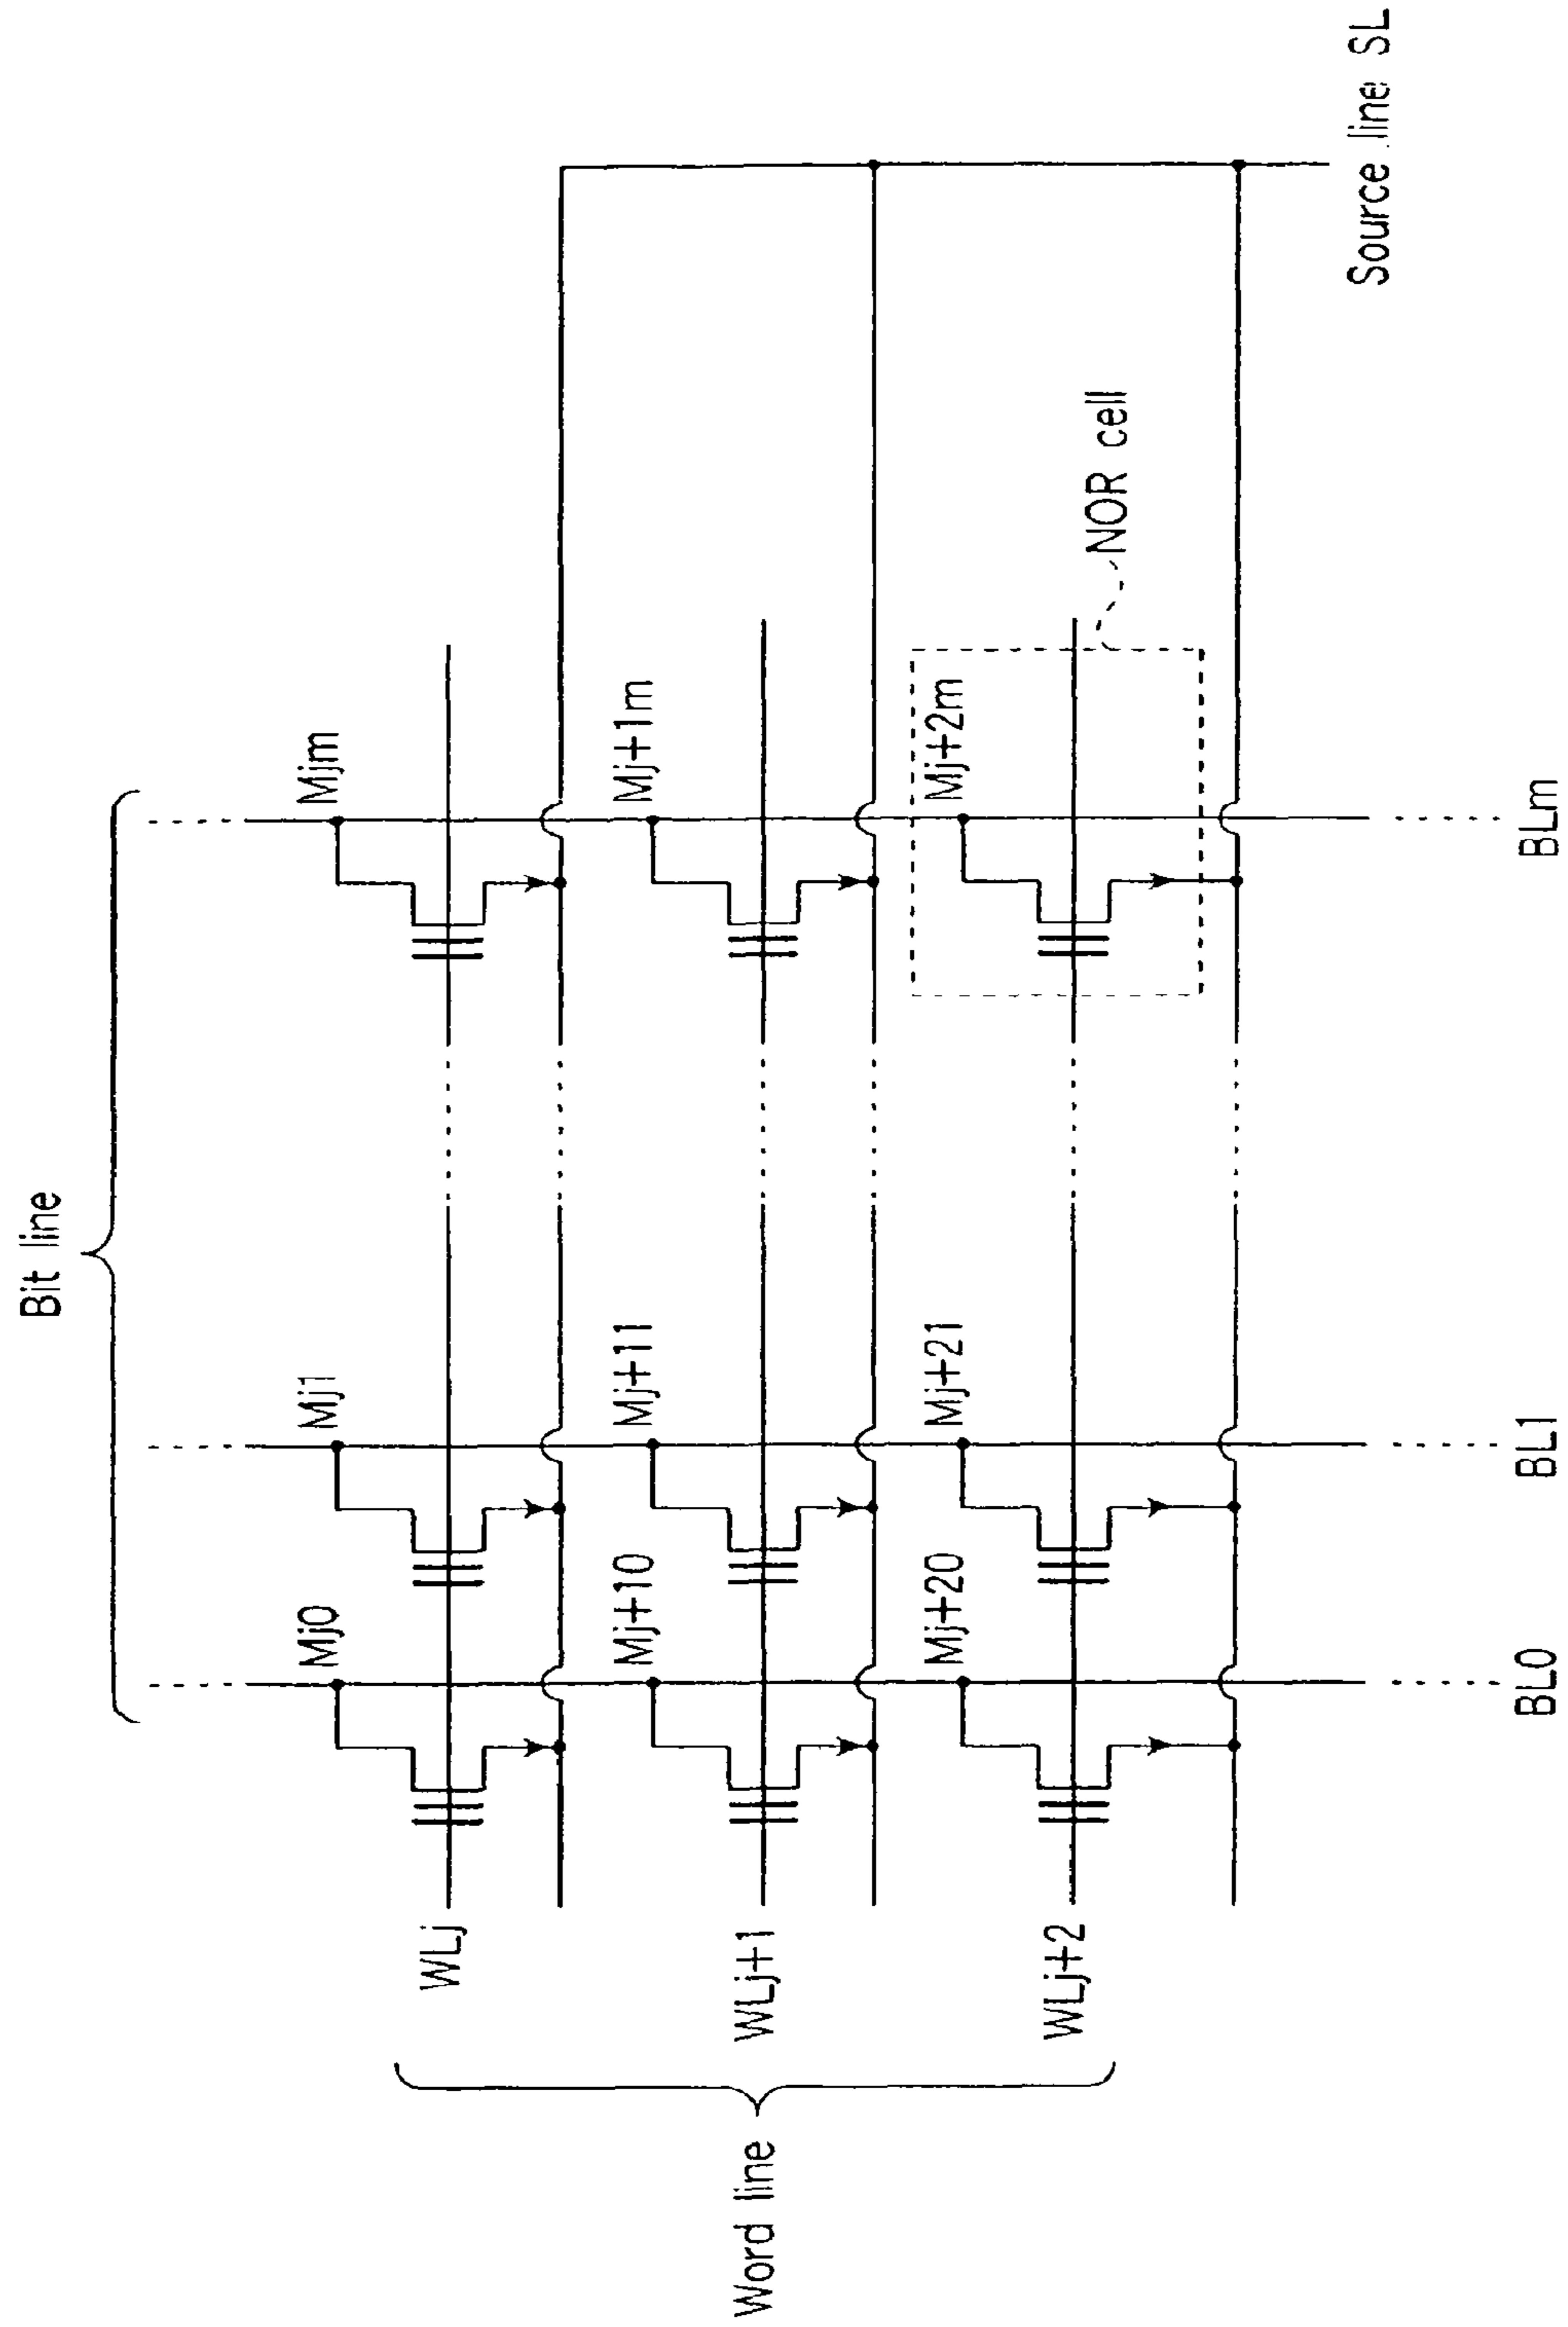 Bit line
Mj0
Mj1
Mjm
WLj
Mj+10
Mj+11
Mj+1m
Word line
WLj+1
Mj+20
Mj+21
Mj+2m
WLj+2
NOR cell
BL0
BL1
BLm
Source line SL